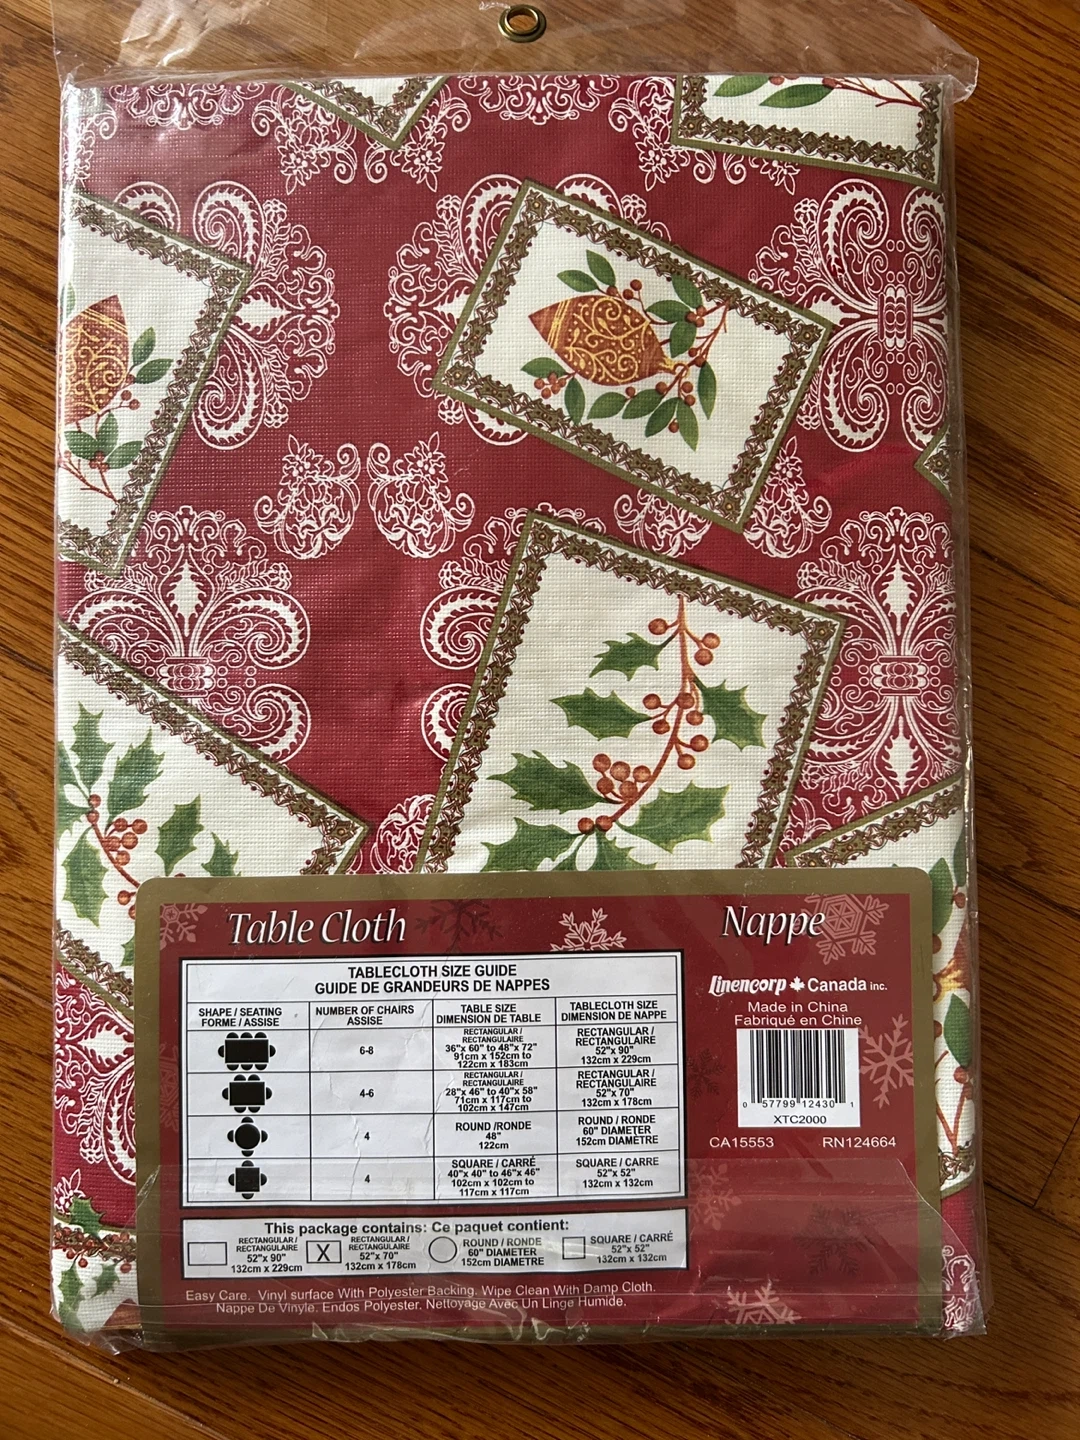 Table Cloth
Nappe
TABLECLOTH SIZE GUIDE
GUIDE DE GRANDEURS DE NAPPES
SHAPE / SEATING
FORME / ASSISE
NUMBER OF CHAIRS
ASSISE
TABLE SIZE
DIMENSION DE TABLE
TABLECLOTH SIZE
DIMENSION DE NAPPE
6-8
RECTANGULAR /
RECTANGULAIRE
36"x 60" to 48"x 72"
91cm x 152cm to
122cm x 183cm
RECTANGULAR /
RECTANGULAIRE
52"x 90"
132cm x 229cm
4-6
RECTANGULAR /
RECTANGULAIRE
28"x 46" to 40"x 58"
71cm x 117cm to
102cm x 147cm
RECTANGULAR /
RECTANGULAIRE
52"x 70"
132cm x 178cm
4
ROUND /RONDE
48"
122cm
ROUND / RONDE
60" DIAMETER
152cm DIAMETRE
4
SQUARE / CARRÉ
40"x 40" to 46"x 46"
102cm x 102cm to
117cm x 117cm
SQUARE / CARRE
52"x 52"
132cm x 132cm
This package contains: Ce paquet contient:
RECTANGULAR /
RECTANGULAIRE
52"x 90"
132cm x 229cm
X
RECTANGULAR /
RECTANGULAIRE
52"x 70"
132cm x 178cm
ROUND / RONDE
60" DIAMETER
152cm DIAMETRE
SQUARE / CARRÉ
52"x 52"
132cm x 132cm
Easy Care. Vinyl surface With Polyester Backing. Wipe Clean With Damp Cloth.
Nappe De Vinyle. Endos Polyester. Nettoyage Avec Un Linge Humide.
Linencorp Canada inc.
Made in China
Fabriqué en Chine
0 57799 12430 1
XTC2000
CA15553 RN124664